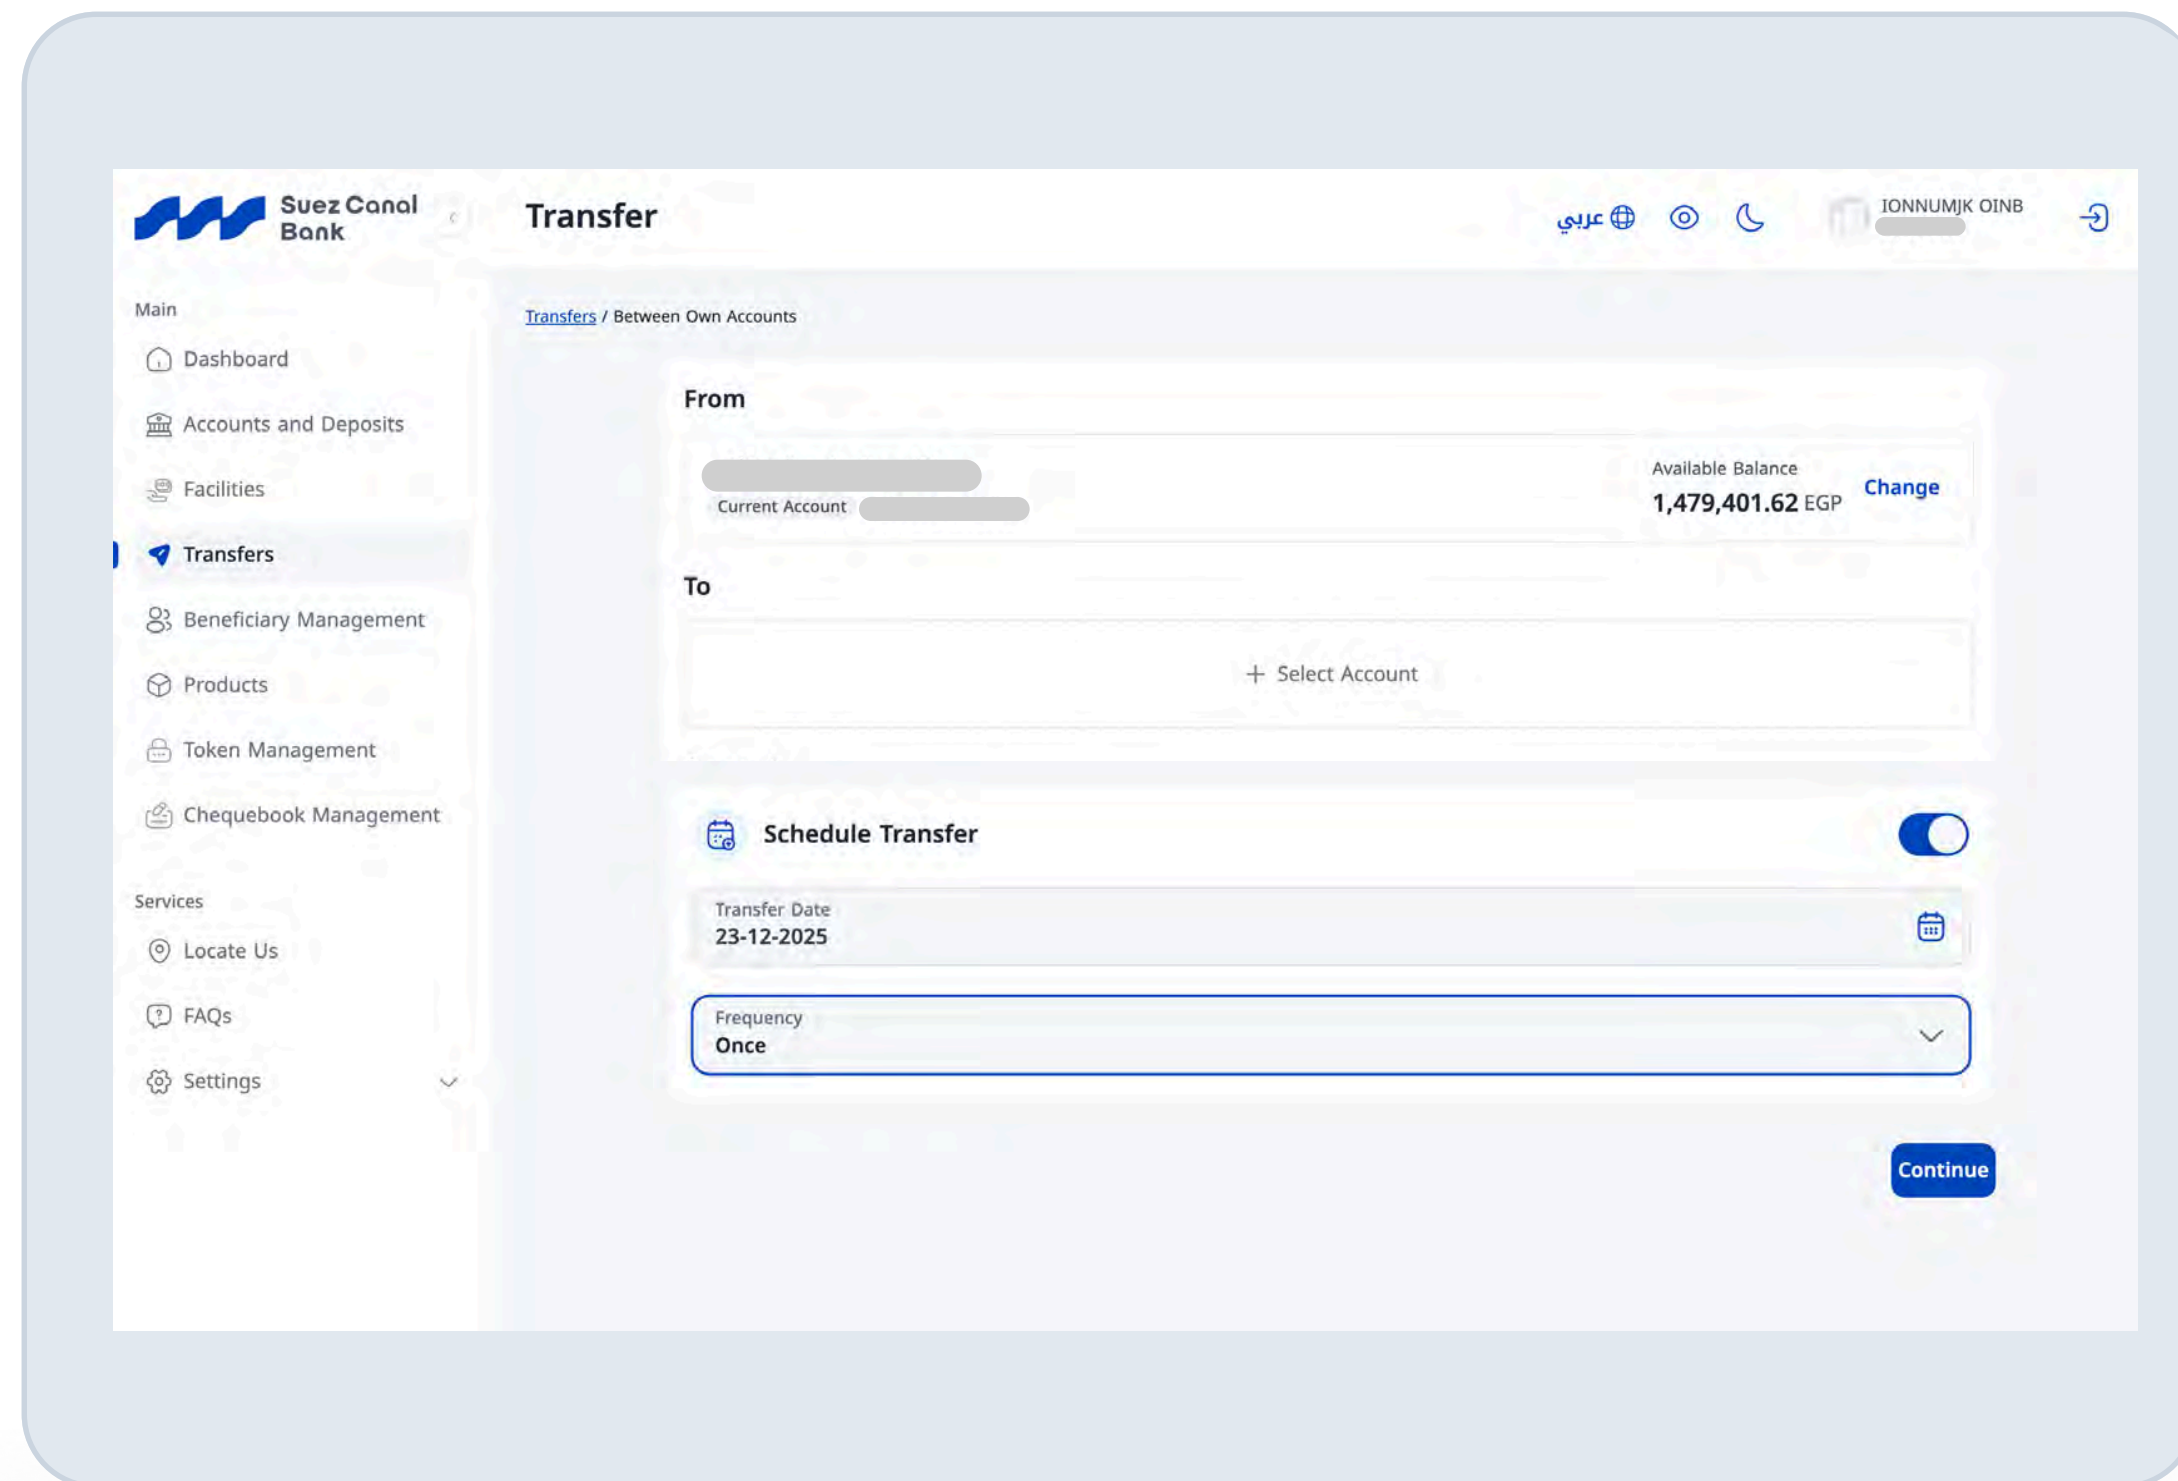 Suez Canal
Bank
Transfer
عربي
IONNUMJK OINB
Main
Dashboard
Accounts and Deposits
Facilities
Transfers
Beneficiary Management
Products
Token Management
Chequebook Management
Services
Locate Us
FAQs
Settings
Transfers / Between Own Accounts
From
Current Account
Available Balance
1,479,401.62 EGP
Change
To
+ Select Account
Schedule Transfer
Transfer Date
23-12-2025
Frequency
Once
Continue